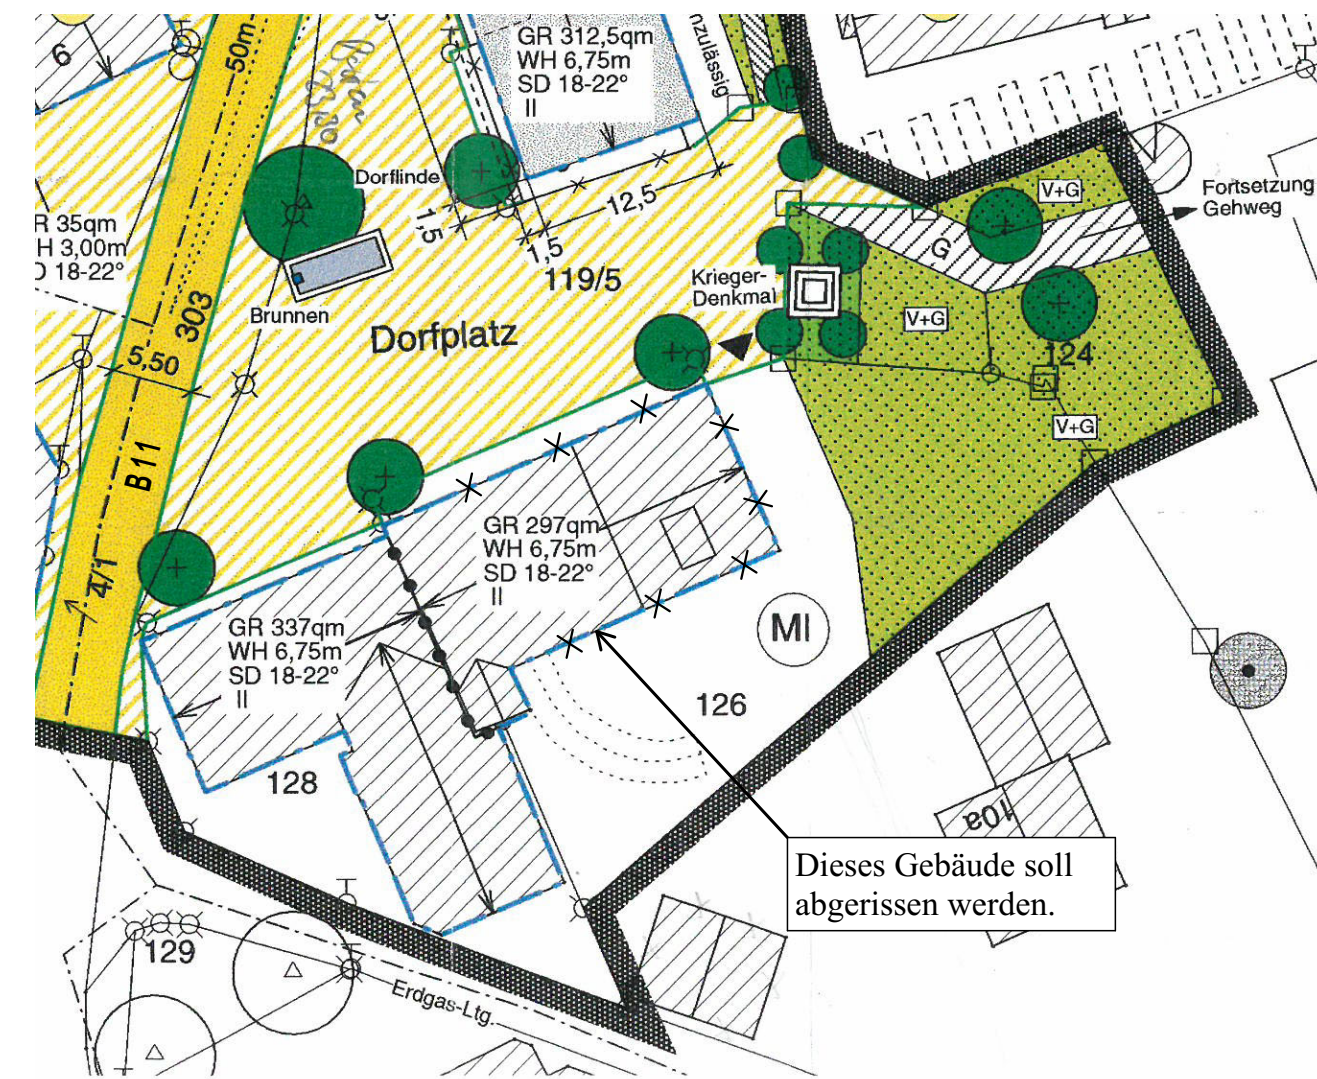 6
50m
GR 312,5qm
WH 6,75m
SD 18-22°
II
nzulässig
Dorflinde
1,5
12,5
1,5
119/5
V+G
Fortsetzung
Gehweg
G
R 35qm
H 3,00m
D 18-22°
Brunnen
303
Krieger-
Denkmal
V+G
Dorfplatz
5,50
124
V+G
B11
GR 297qm
WH 6,75m
SD 18-22°
II
4/1
GR 337qm
WH 6,75m
SD 18-22°
II
MI
126
128
10a
Dieses Gebäude soll
abgerissen werden.
129
Erdgas-Ltg.